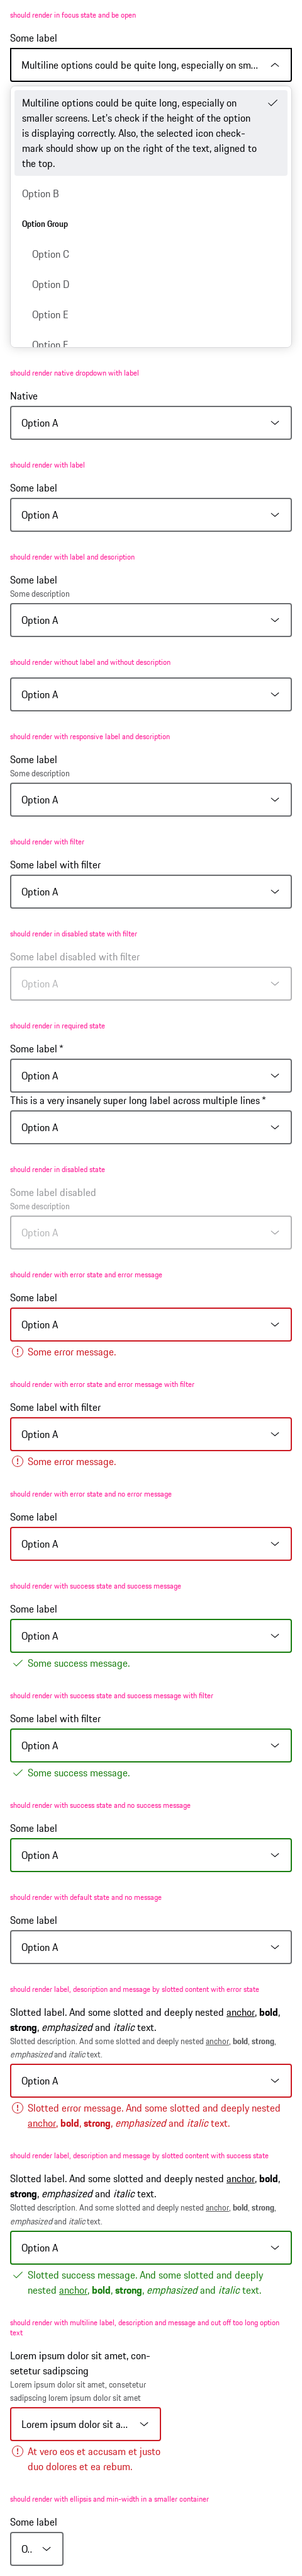 should render in focus state and be open
Some label
Multiline options could be quite long, especially on sm...
Multiline options could be quite long, especially on
smaller screens. Let's check if the height of the option
is displaying correctly. Also, the selected icon check-
mark should show up on the right of the text, aligned to
the top.
Option B
Option Group
Option C
Option D
Option E
Option F
should render native dropdown with label
Native
Option A
should render with label
Some label
Option A
should render with label and description
Some label
Some description
Option A
should render without label and without description
Option A
should render with responsive label and description
Some label
Some description
Option A
should render with filter
Some label with filter
Option A
should render in disabled state with filter
Some label disabled with filter
Option A
should render in required state
Some label *
Option A
This is a very insanely super long label across multiple lines *
Option A
should render in disabled state
Some label disabled
Some description
Option A
should render with error state and error message
Some label
Option A
Some error message.
should render with error state and error message with filter
Some label with filter
Option A
Some error message.
should render with error state and no error message
Some label
Option A
should render with success state and success message
Some label
Option A
Some success message.
should render with success state and success message with filter
Some label with filter
Option A
Some success message.
should render with success state and no success message
Some label
Option A
should render with default state and no message
Some label
Option A
should render label, description and message by slotted content with error state
Slotted label. And some slotted and deeply nested anchor, bold,
strong, emphasized and italic text.
Slotted description. And some slotted and deeply nested anchor, bold, strong,
emphasized and italic text.
Option A
Slotted error message. And some slotted and deeply nested
anchor, bold, strong, emphasized and italic text.
should render label, description and message by slotted content with success state
Slotted label. And some slotted and deeply nested anchor, bold,
strong, emphasized and italic text.
Slotted description. And some slotted and deeply nested anchor, bold, strong,
emphasized and italic text.
Option A
Slotted success message. And some slotted and deeply
nested anchor, bold, strong, emphasized and italic text.
should render with multiline label, description and message and cut off too long option
text
Lorem ipsum dolor sit amet, con-
setetur sadipscing
Lorem ipsum dolor sit amet, consetetur
sadipscing lorem ipsum dolor sit amet
Lorem ipsum dolor sit a...
At vero eos et accusam et justo
duo dolores et ea rebum.
should render with ellipsis and min-width in a smaller container
Some label
O..